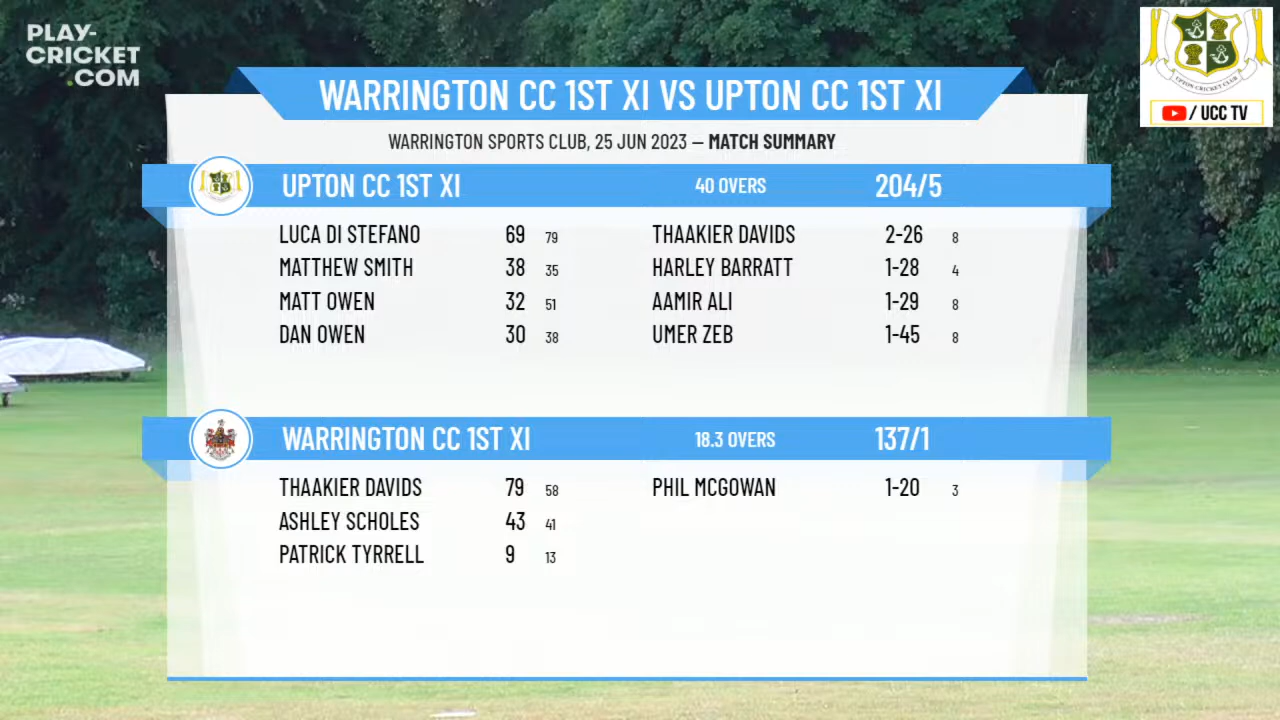 PLAY-
CRICKET
.COM
UPTON CRICKET CLUB
/ UCC TV
WARRINGTON CC 1ST XI VS UPTON CC 1ST XI
WARRINGTON SPORTS CLUB, 25 JUN 2023 – MATCH SUMMARY
UPTON CC 1ST XI 40 OVERS 204/5
LUCA DI STEFANO 69 79 THAAKIER DAVIDS 2-26 8
MATTHEW SMITH 38 35 HARLEY BARRATT 1-28 4
MATT OWEN 32 51 AAMIR ALI 1-29 8
DAN OWEN 30 38 UMER ZEB 1-45 8
WARRINGTON CC 1ST XI 18.3 OVERS 137/1
THAAKIER DAVIDS 79 58 PHIL MCGOWAN 1-20 3
ASHLEY SCHOLES 43 41
PATRICK TYRRELL 9 13